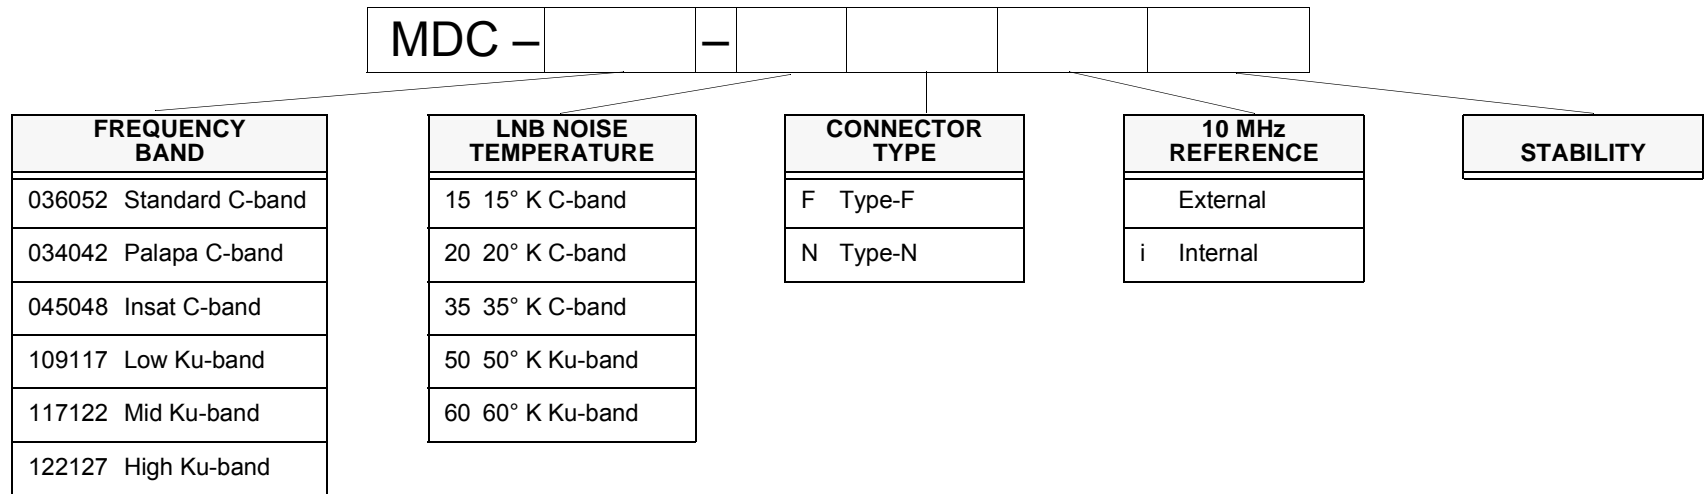 MDC – –
FREQUENCY
BAND
036052 Standard C-band
034042 Palapa C-band
045048 Insat C-band
109117 Low Ku-band
117122 Mid Ku-band
122127 High Ku-band
LNB NOISE
TEMPERATURE
15 15° K C-band
20 20° K C-band
35 35° K C-band
50 50° K Ku-band
60 60° K Ku-band
CONNECTOR
TYPE
F Type-F
N Type-N
10 MHz
REFERENCE
External
i Internal
STABILITY